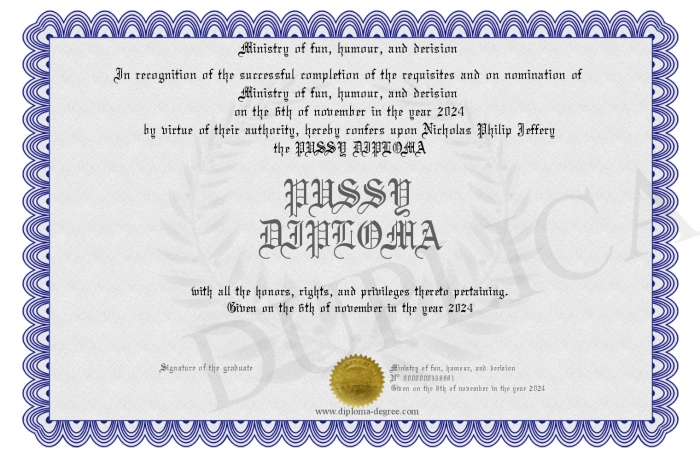 Ministry of fun, humour, and derision
In recognition of the successful completion of the requisites and on nomination of
Ministry of fun, humour, and derision
on the 6th of november in the year 2024
by virtue of their authority, hereby confers upon Nicholas Philip Jeffery
the PUSSY DIPLOMA
PUSSY
DIPLOMA
with all the honors, rights, and privileges thereto pertaining.
Given on the 6th of november in the year 2024
Signature of the graduate
Ministry of fun, humour, and derision
Given on the 6th of november in the year 2024
www.diploma-degree.com
DUPLICA